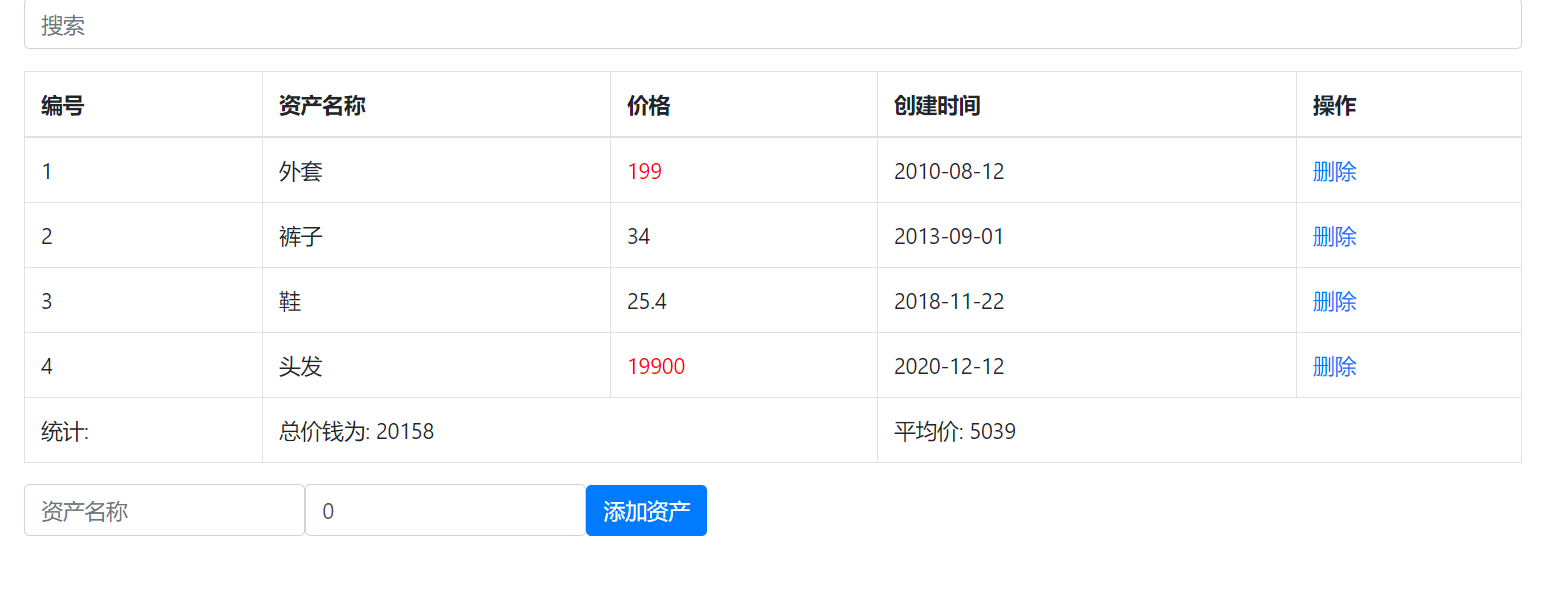 搜索
编号 资产名称 价格 创建时间 操作
1 外套 199 2010-08-12 删除
2 裤子 34 2013-09-01 删除
3 鞋 25.4 2018-11-22 删除
4 头发 19900 2020-12-12 删除
统计: 总价钱为: 20158 平均价: 5039
资产名称 0 添加资产